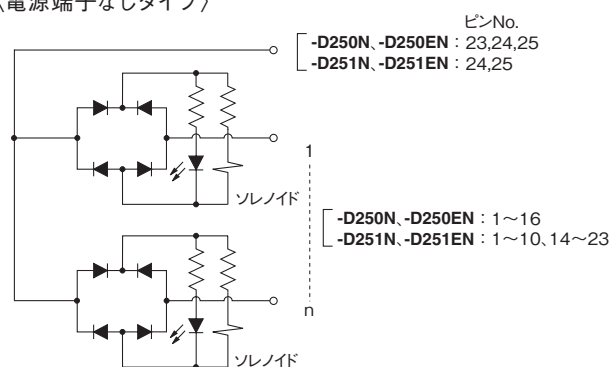 〈電源端子なしタイプ〉
ピンNo.
-D250N、-D250EN：23,24,25
-D251N、-D251EN：24,25
1
ソレノイド
-D250N、-D250EN：1～16
-D251N、-D251EN：1～10、14～23
n
ソレノイド